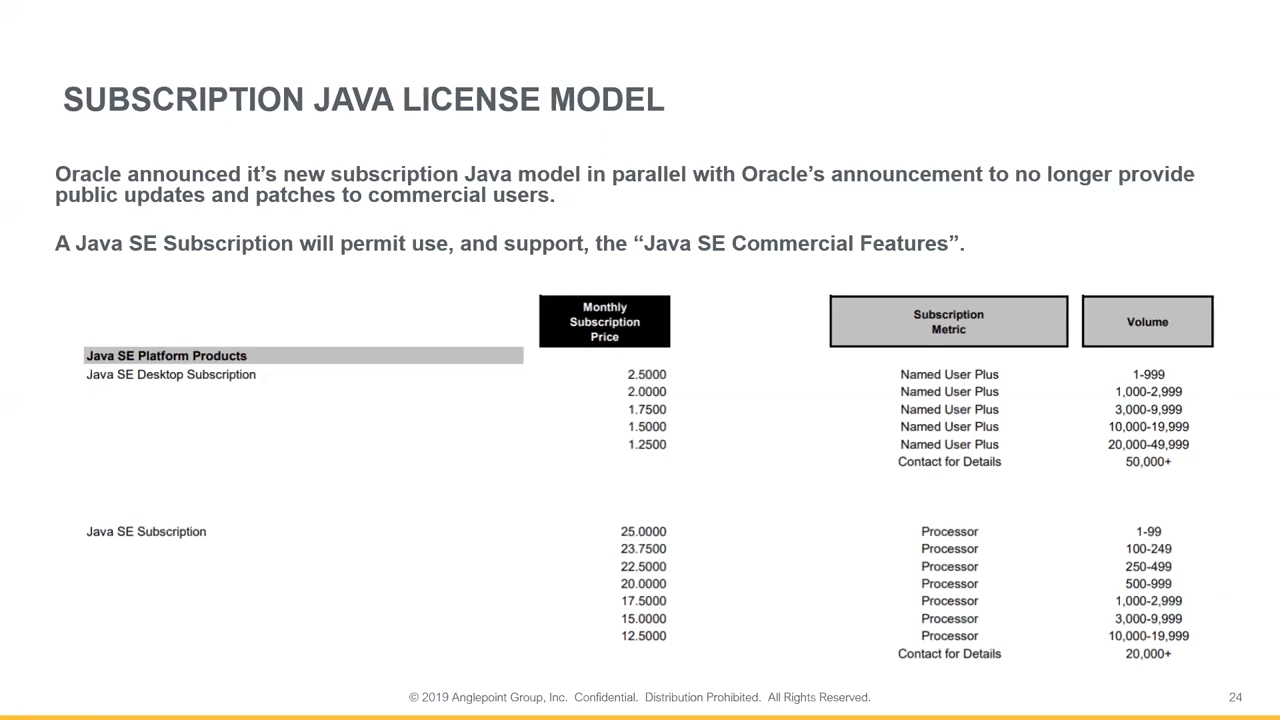 SUBSCRIPTION JAVA LICENSE MODEL
Oracle announced it's new subscription Java model in parallel with Oracle's announcement to no longer provide
public updates and patches to commercial users.
A Java SE Subscription will permit use, and support, the “Java SE Commercial Features”.
Monthly
Subscription
Price
Subscription
Metric
Volume
Java SE Platform Products
Java SE Desktop Subscription 2.5000 Named User Plus 1-999
2.0000 Named User Plus 1,000-2,999
1.7500 Named User Plus 3,000-9,999
1.5000 Named User Plus 10,000-19,999
1.2500 Named User Plus 20,000-49,999
Contact for Details 50,000+
Java SE Subscription 25.0000 Processor 1-99
23.7500 Processor 100-249
22.5000 Processor 250-499
20.0000 Processor 500-999
17.5000 Processor 1,000-2,999
15.0000 Processor 3,000-9,999
12.5000 Processor 10,000-19,999
Contact for Details 20,000+
© 2019 Anglepoint Group, Inc. Confidential. Distribution Prohibited. All Rights Reserved. 24